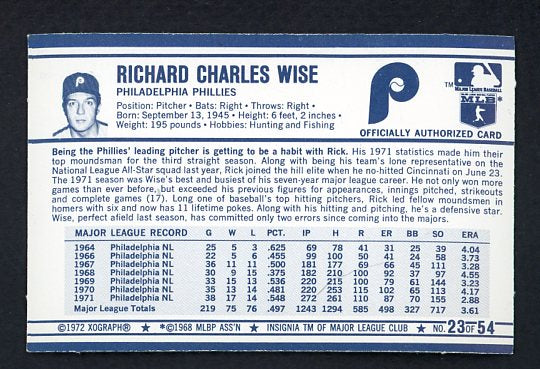 RICHARD CHARLES WISE
PHILADELPHIA PHILLIES
Position: Pitcher • Bats: Right • Throws: Right •
Born: September 13, 1945 • Height: 6 feet, 2 inches •
Weight: 195 pounds • Hobbies: Hunting and Fishing
P
TM
MAJOR LEAGUE BASEBALL
MLB
OFFICIALLY AUTHORIZED CARD
Being the Phillies' leading pitcher is getting to be a habit with Rick. His 1971 statistics made him their
top moundsman for the third straight season. Along with being his team's lone representative on the
National League All-Star squad last year, Rick joined the hill elite when he no-hitted Cincinnati on June 23.
The 1971 season was Wise's best and busiest of his seven-year major league career. He not only won more
games than ever before, but exceeded his previous figures for appearances, innings pitched, strikeouts
and complete games (17). Long one of baseball's top hitting pitchers, Rick led fellow moundsmen in
homers with six and now has 11 lifetime pokes. Along with his hitting and pitching, he's a defensive star.
Wise, perfect afield last season, has committed only two errors since coming into the majors.
MAJOR LEAGUE RECORD G W L PCT. IP H R ER BB SO ERA
1964 Philadelphia NL 25 5 3 .625 69 78 41 31 25 39 4.04
1966 Philadelphia NL 22 5 6 .455 99 100 50 41 24 58 3.73
1967 Philadelphia NL 36 11 11 .500 181 177 69 66 45 111 3.28
1968 Philadelphia NL 30 9 15 .375 182 210 100 92 37 97 4.55
1969 Philadelphia NL 33 15 13 .536 220 215 100 79 61 144 3.23
1970 Philadelphia NL 35 13 14 .481 220 253 115 102 65 113 4.17
1971 Philadelphia NL 38 17 14 .548 272 261 110 87 70 155 2.88
Major League Totals 219 75 76 .497 1243 1294 585 498 327 717 3.61
©1972 XOGRAPH® ★ ©1968 MLBP ASS'N ★ INSIGNIA TM OF MAJOR LEAGUE CLUB ★ NO. 23 OF 54